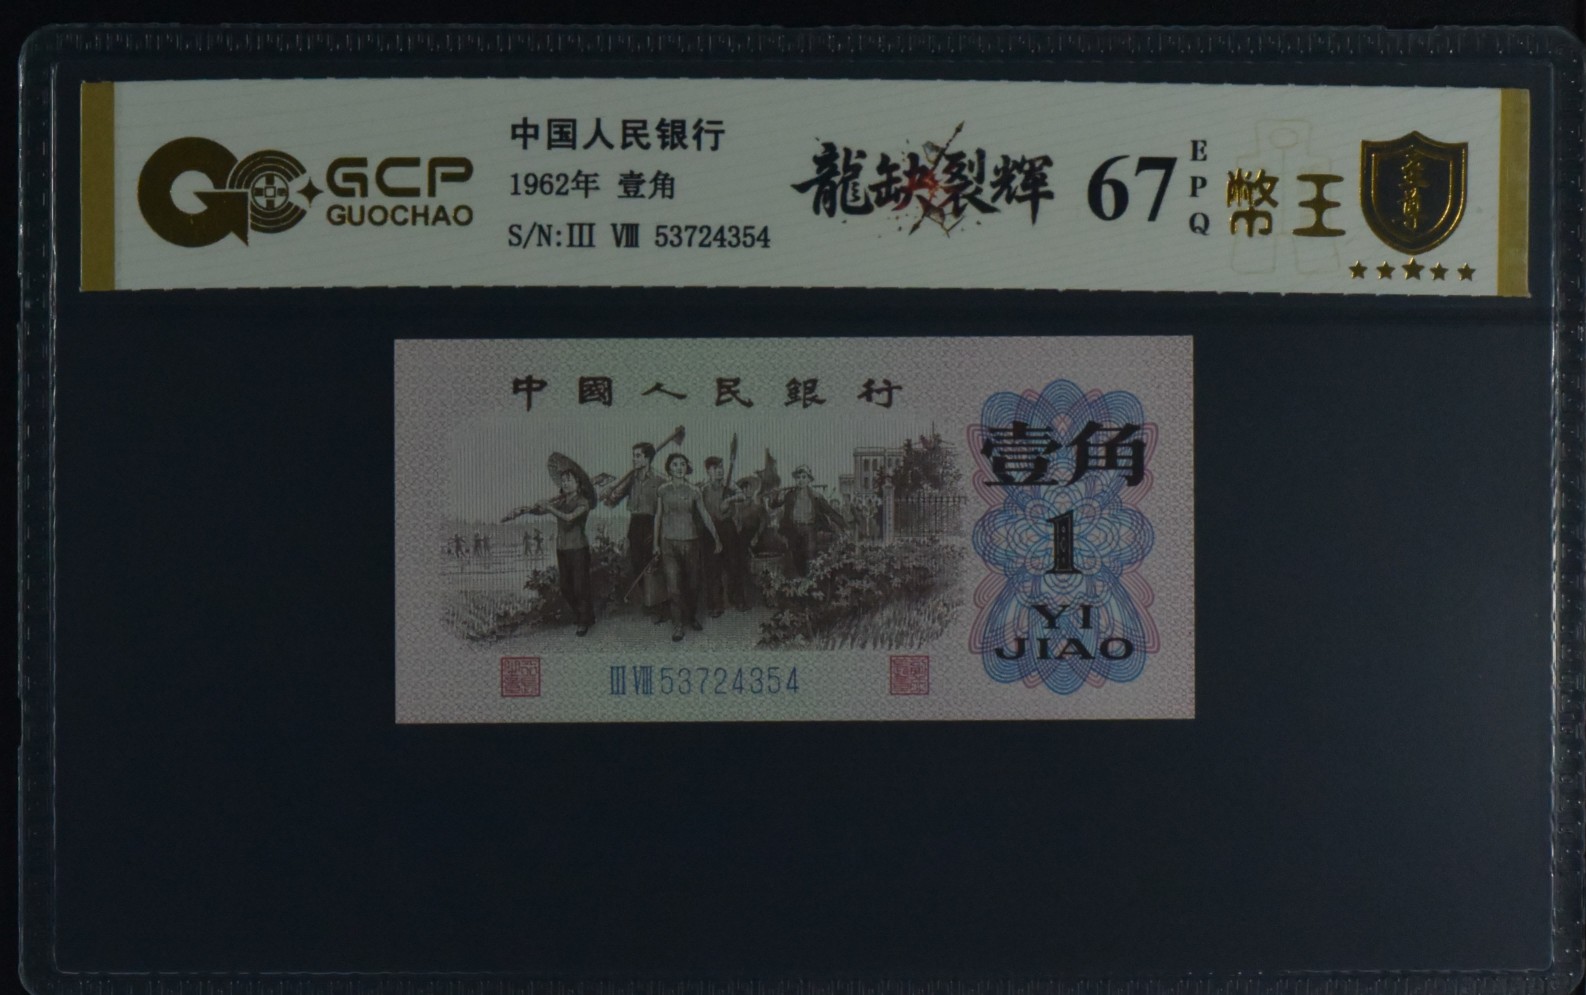 GCP
GUOCHAO
中国人民银行
1962年 壹角
S/N:III VIII 53724354
龍缺裂辉
67
EPQ
幣王
中國人民銀行
壹角
1
YI
JIAO
III VIII 53724354